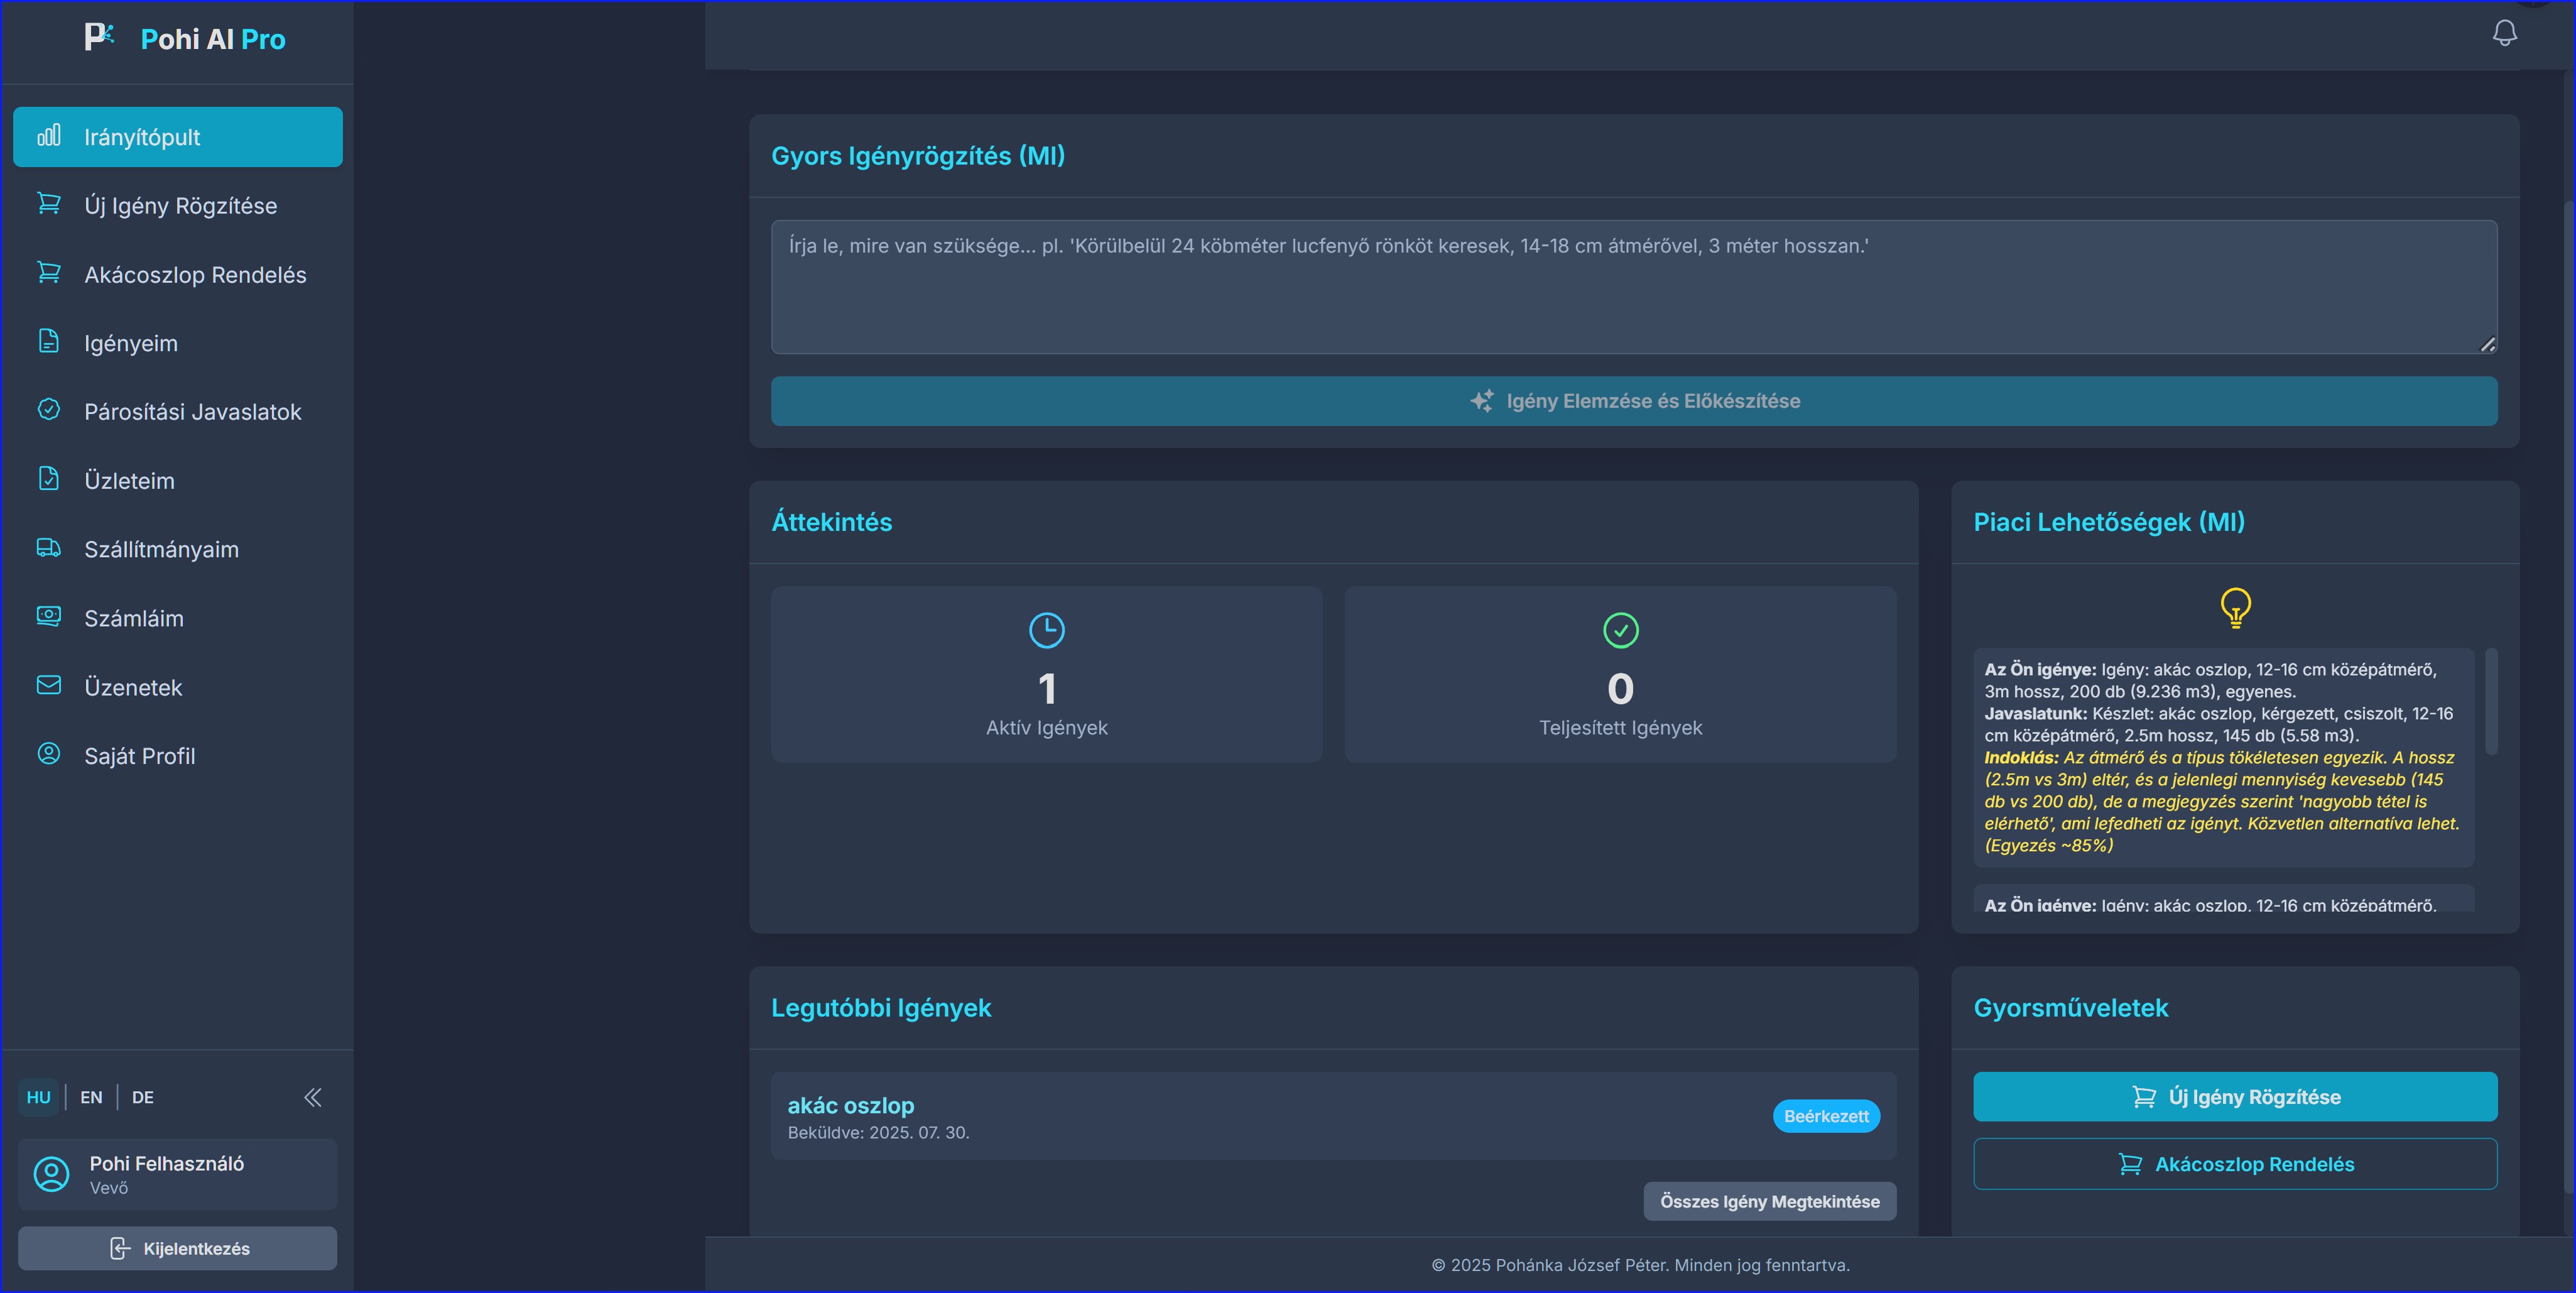 Pohi AI Pro
Irányítópult
Új Igény Rögzítése
Akácoszlop Rendelés
Igényeim
Párosítási Javaslatok
Üzleteim
Szállítmányaim
Számláim
Üzenetek
Saját Profil
HU | EN | DE
Pohi Felhasználó
Vevő
Kijelentkezés
Gyors Igényrögzítés (MI)
Írja le, mire van szüksége... pl. 'Körülbelül 24 köbméter lucfenyő rönköt keresek, 14-18 cm átmérővel, 3 méter hosszan.'
Igény Elemzése és Előkészítése
Áttekintés
1
Aktív Igények
0
Teljesített Igények
Piaci Lehetőségek (MI)
Az Ön igénye: Igény: akác oszlop, 12-16 cm középátmérő,
3m hossz, 200 db (9.236 m3), egyenes.
Javaslatunk: Készlet: akác oszlop, kérgezett, csiszolt, 12-16
cm középátmérő, 2.5m hossz, 145 db (5.58 m3).
Indoklás: Az átmérő és a típus tökéletesen egyezik. A hossz
(2.5m vs 3m) eltér, és a jelenlegi mennyiség kevesebb (145
db vs 200 db), de a megjegyzés szerint 'nagyobb tétel is
elérhető', ami lefedheti az igényt. Közvetlen alternatíva lehet.
(Egyezés ~85%)
Az Ön igénye: Igény: akác oszlop, 12-16 cm középátmérő,
Legutóbbi Igények
akác oszlop
Beküldve: 2025. 07. 30.
Beérkezett
Összes Igény Megtekintése
Gyorsműveletek
Új Igény Rögzítése
Akácoszlop Rendelés
© 2025 Pohánka József Péter. Minden jog fenntartva.